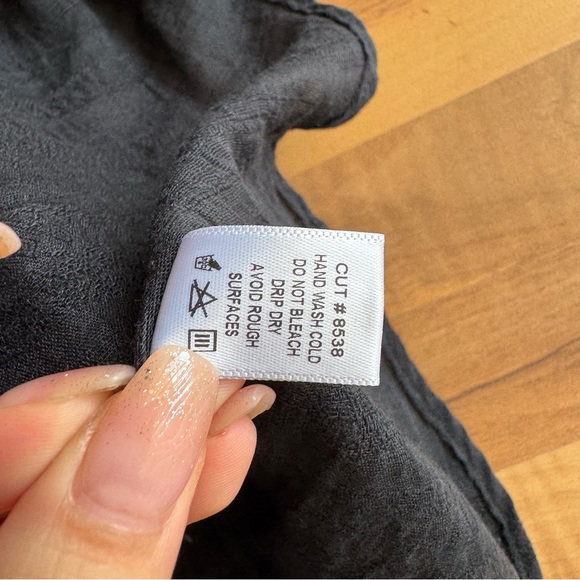 CUT # 8538
HAND WASH COLD
DO NOT BLEACH
DRIP DRY
AVOID ROUGH
SURFACES